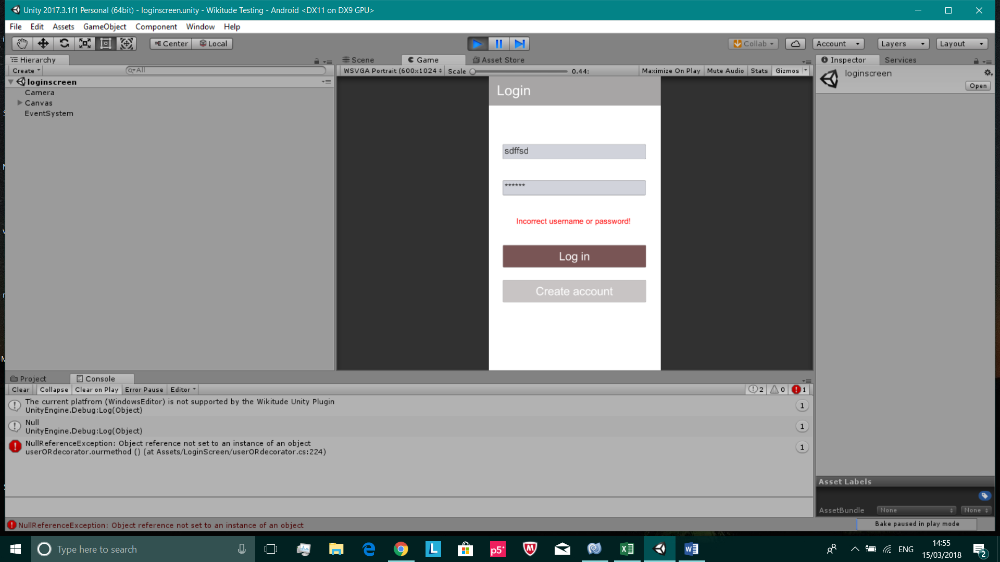 Unity 2017.3.1f1 Personal (64bit) - loginscreen.unity - Wikitude Testing - Android <DX11 on DX9 GPU>
File Edit Assets GameObject Component Window Help
Center Local Collab Account Layers Layout
Hierarchy
Create All
loginscreen
Camera
Canvas
EventSystem
Scene Game Asset Store
WSVGA Portrait (600x1024 Scale 0.44: Maximize On Play Mute Audio Stats Gizmos
Login
sdffsd
******
Incorrect username or password!
Log in
Create account
Inspector Services
loginscreen
Open
Project Console
Clear Collapse Clear on Play Error Pause Editor 2 0 1
The current platfrom (WindowsEditor) is not supported by the Wikitude Unity Plugin
UnityEngine.Debug:Log(Object)
1
Null
UnityEngine.Debug:Log(Object)
1
NullReferenceException: Object reference not set to an instance of an object
userORdecorator.ourmethod () (at Assets/LoginScreen/userORdecorator.cs:224)
1
Asset Labels
AssetBundle None None
NullReferenceException: Object reference not set to an instance of an object
Bake paused in play mode
Type here to search
L
p5*
ENG
14:55
15/03/2018
2